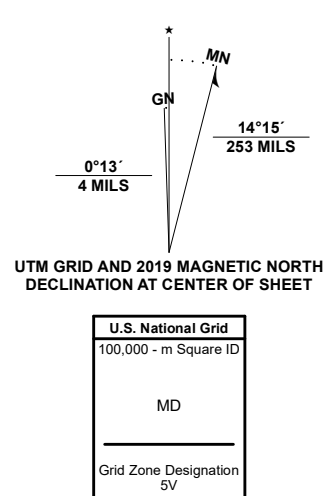 ★
MN
GN
14°15´
253 MILS
0°13´
4 MILS
UTM GRID AND 2019 MAGNETIC NORTH
DECLINATION AT CENTER OF SHEET
U.S. National Grid
100,000 - m Square ID
MD
Grid Zone Designation
5V